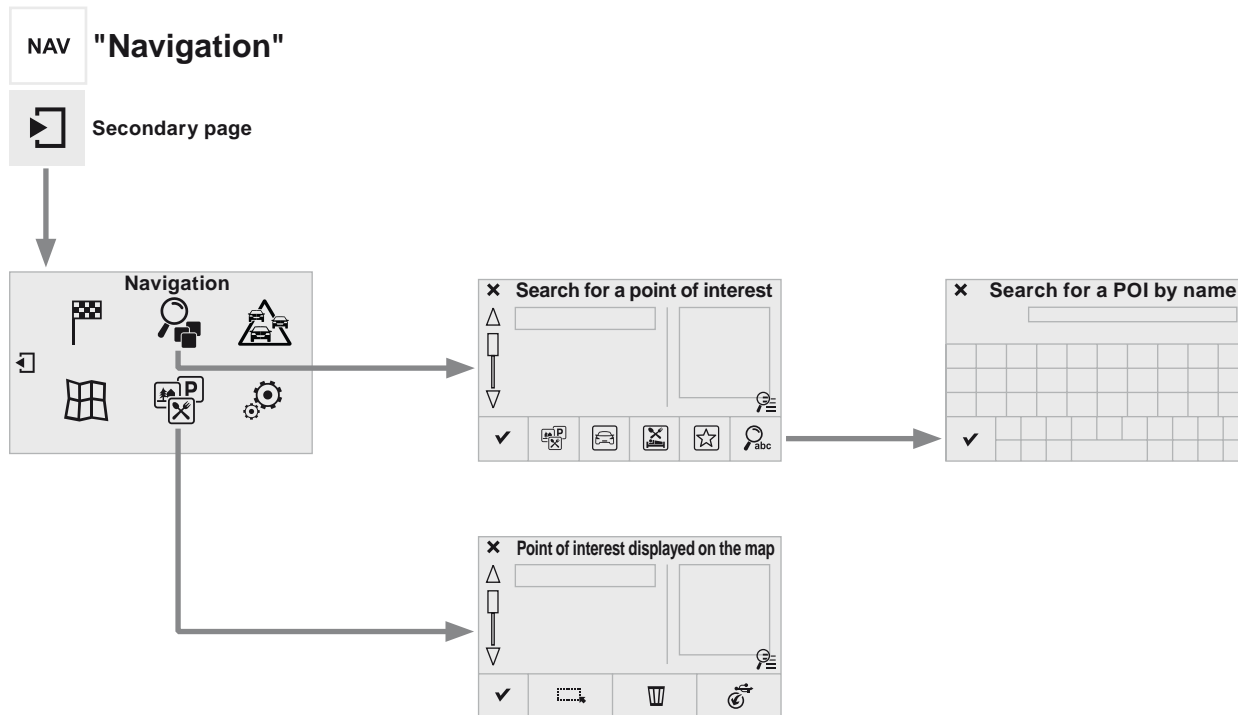 NAV "Navigation"
Secondary page
Navigation
P
Search for a point of interest
P
abc
Search for a POI by name
Point of interest displayed on the map